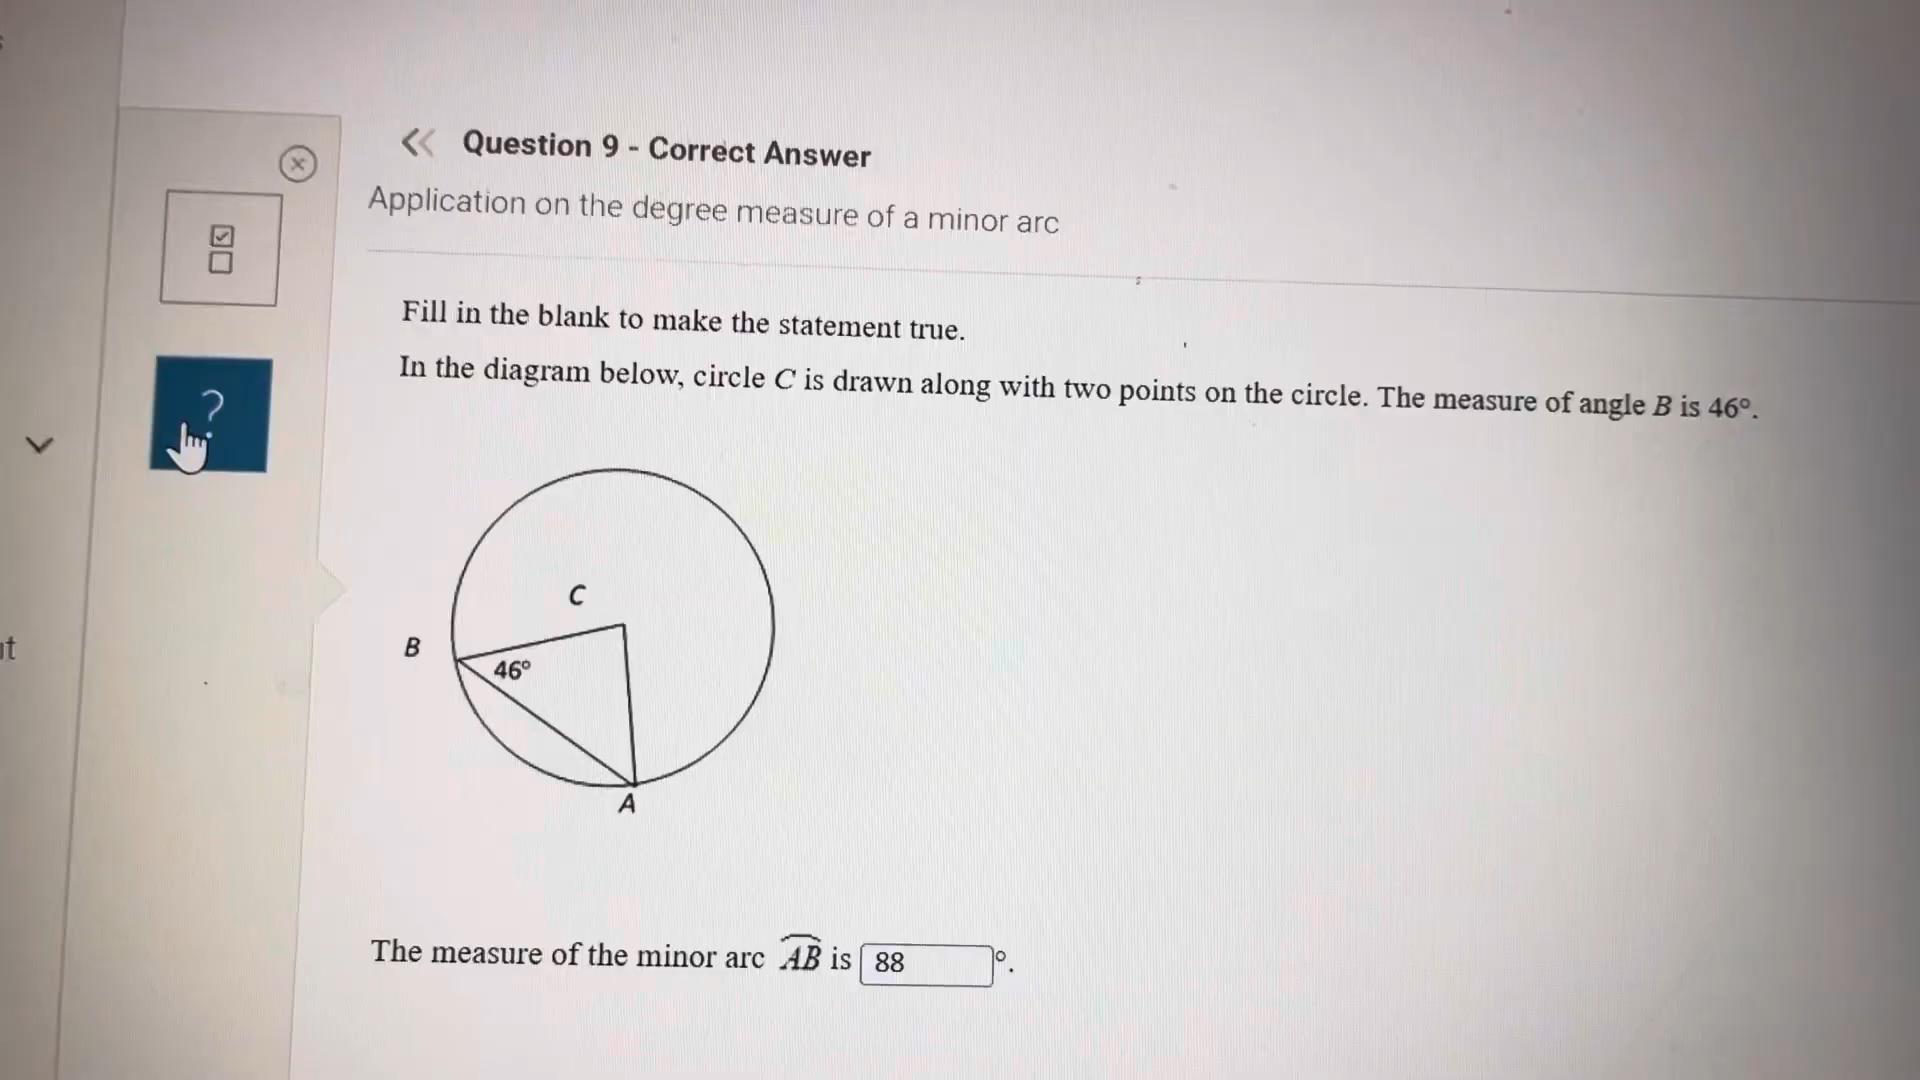 Question 9 - Correct Answer
Application on the degree measure of a minor arc
Fill in the blank to make the statement true.
In the diagram below, circle C is drawn along with two points on the circle. The measure of angle B is 46°.
C
B
46°
A
The measure of the minor arc AB is 88°.